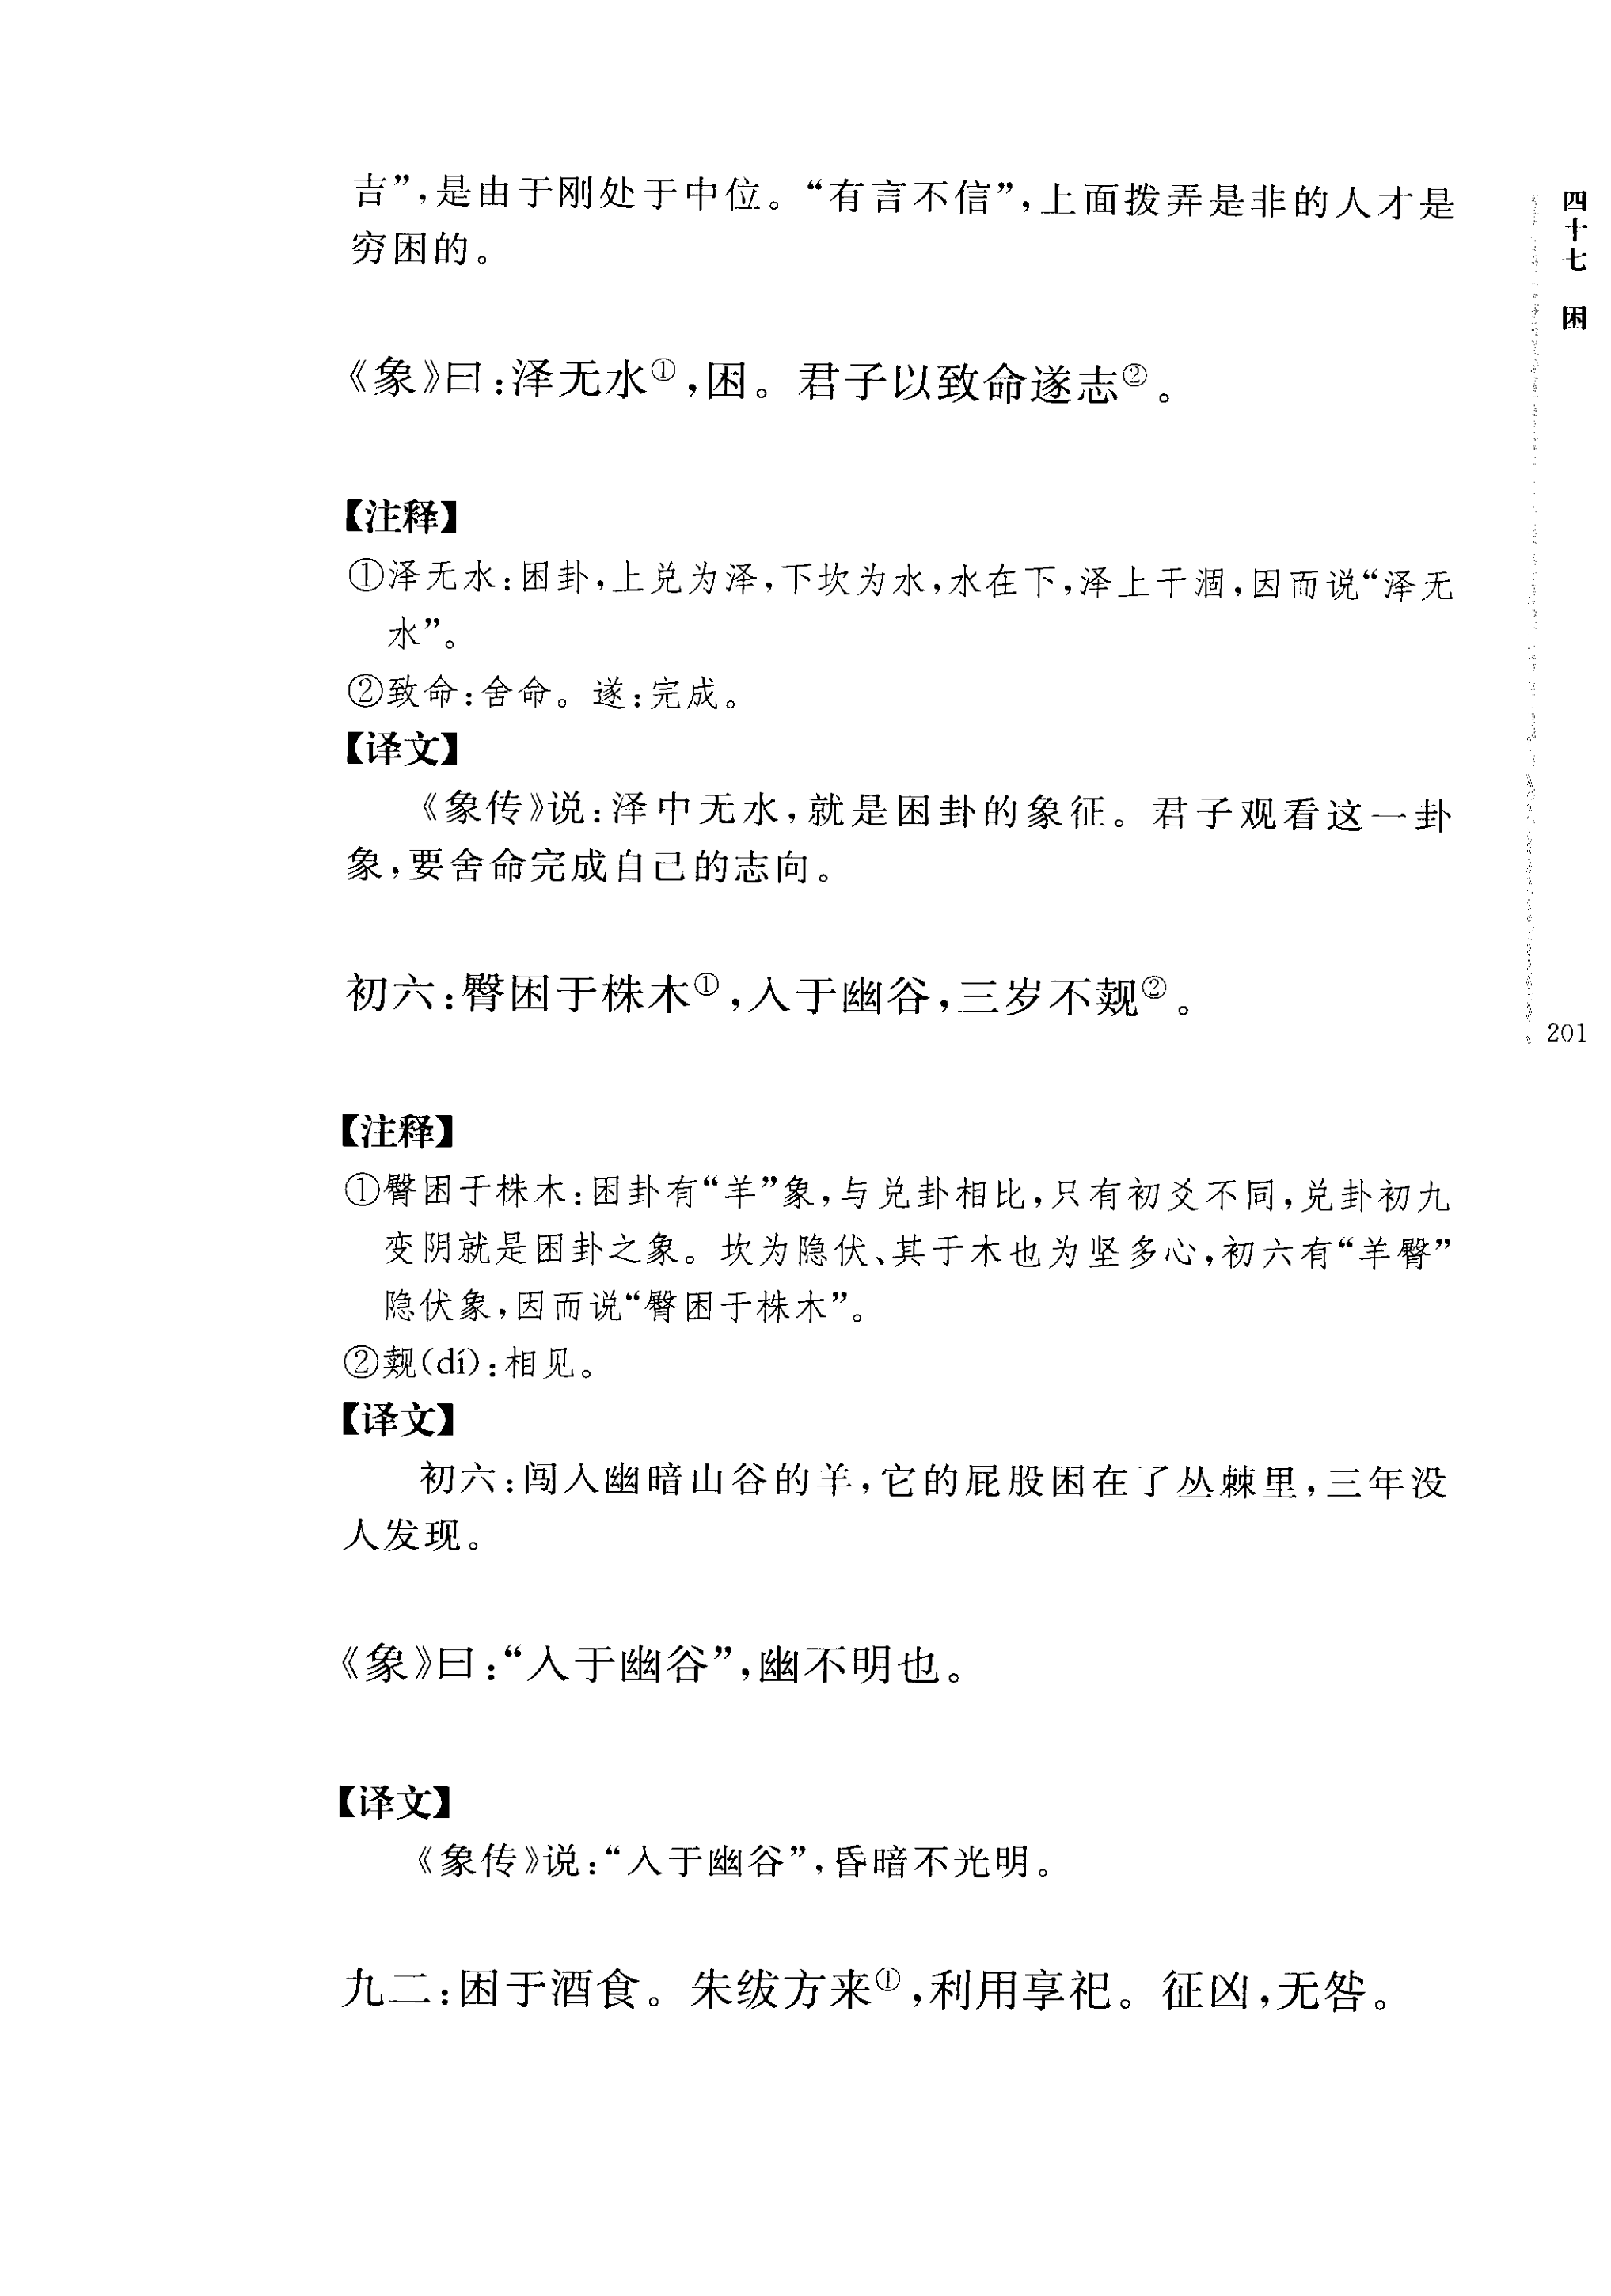 吉”,是由于刚处于中位。“有言不信”,上面拨弄是非的人才是
穷困的。
《象》曰:泽无水①,困。君子以致命遂志②。
【注释】
①泽无水:困卦,上兑为泽,下坎为水,水在下,泽上干涸,因而说“泽无
水”。
②致命:舍命。遂:完成。
【译文】
《象传》说:泽中无水,就是困卦的象征。君子观看这一卦
象,要舍命完成自己的志向。
初六:臀困于株木①,入于幽谷,三岁不觌②。
【注释】
①臀困于株木:困卦有“羊”象,与兑卦相比,只有初爻不同,兑卦初九
变阴就是困卦之象。坎为隐伏、其于木也为坚多心,初六有“羊臀”
隐伏象,因而说“臀困于株木”。
②觌(dí):相见。
【译文】
初六:闯入幽暗山谷的羊,它的屁股困在了丛棘里,三年没
人发现。
《象》曰:“入于幽谷”,幽不明也。
【译文】
《象传》说:“入于幽谷”,昏暗不光明。
九二:困于酒食。朱绂方来①,利用享祀。征凶,无咎。
四十七 困
201